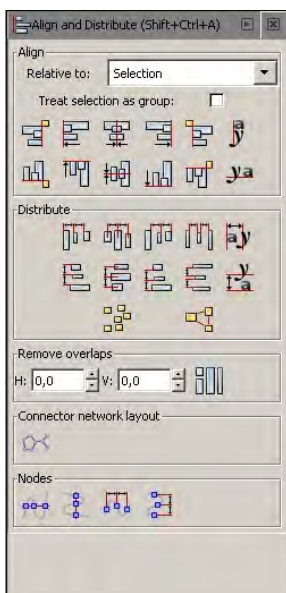 Align and Distribute (Shift+Ctrl+A)
Align
Relative to: Selection
Treat selection as group:
a
y
ya
Distribute
a y
y
a
Remove overlaps
H: 0,0 V: 0,0
Connector network layout
Nodes